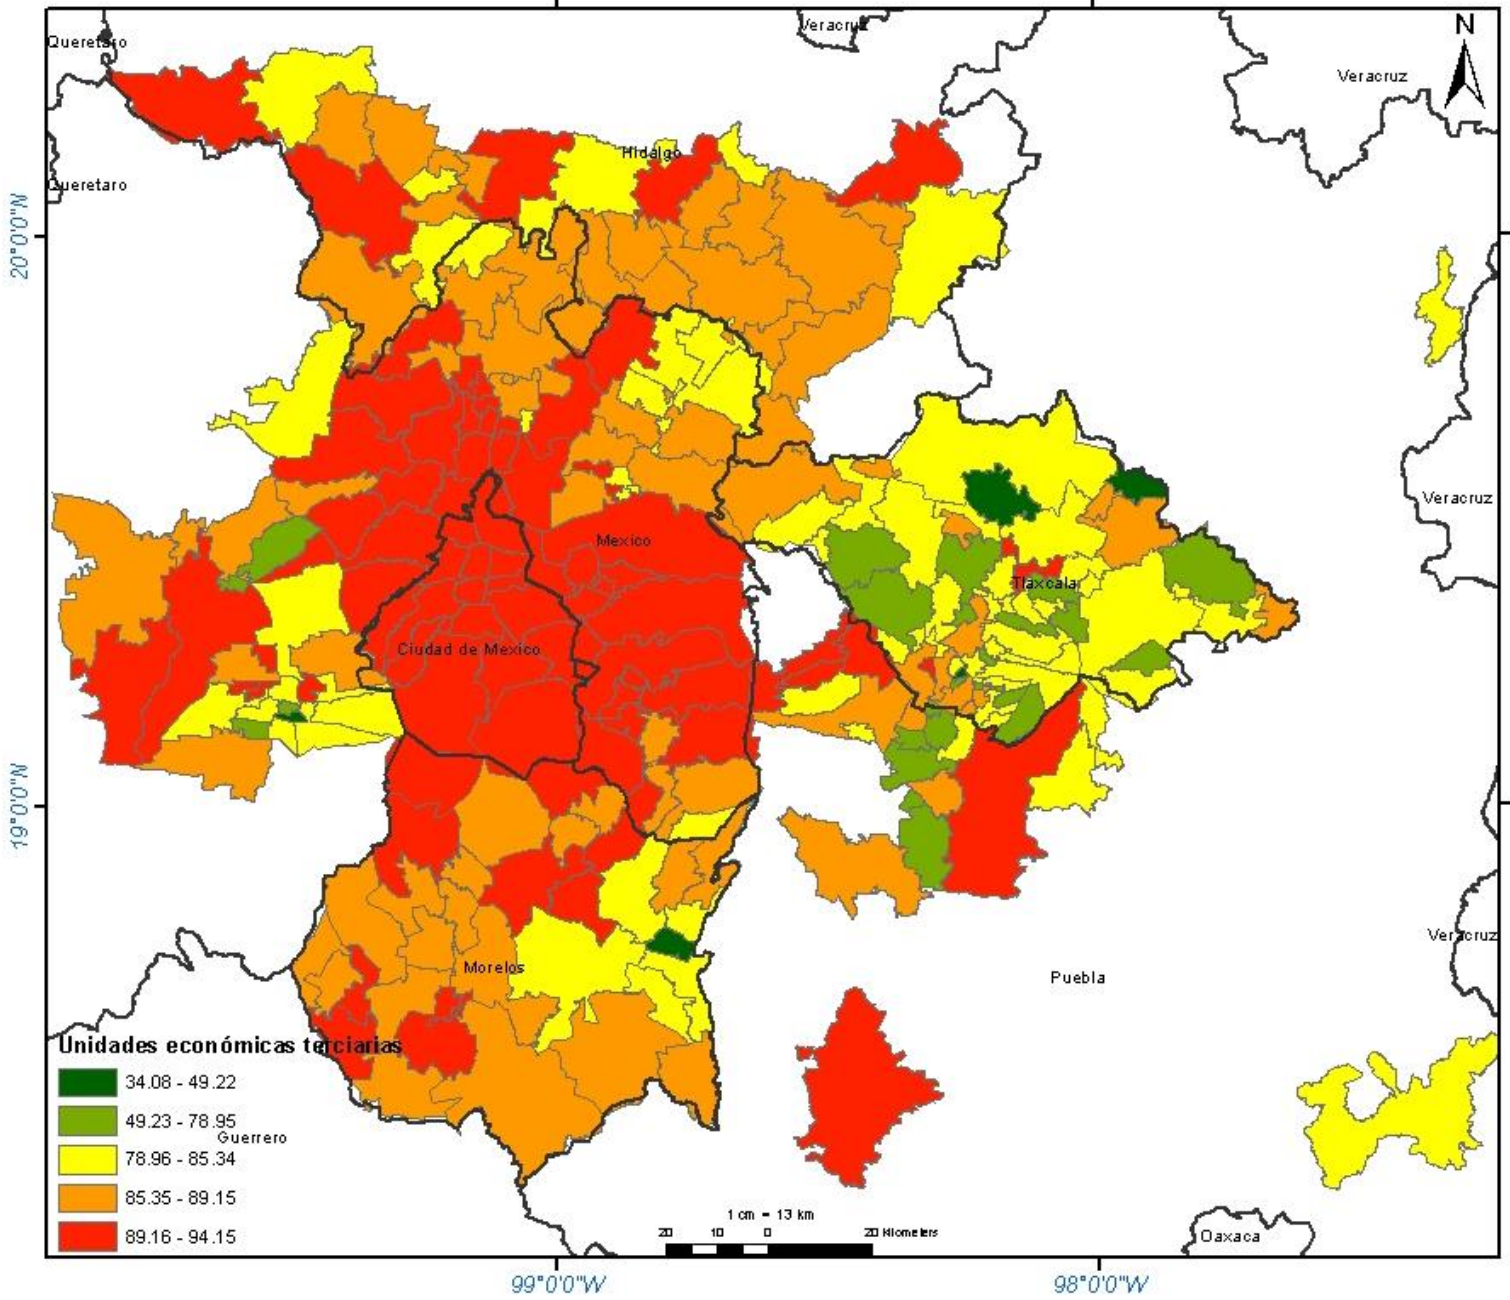 Queretaro
Veracruz
N
Veracruz
Hidalgo
Queretaro
20°0'0"N
Veracruz
Mexico
Tlaxcala
Ciudad de Mexico
19°0'0"N
Veracruz
Morelos
Puebla
Unidades económicas terciarias
34.08 - 49.22
49.23 - 78.95
Guerrero
78.96 - 85.34
85.35 - 89.15
89.16 - 94.15
1 cm = 13 km
20 10 0 20 Kilometers
Oaxaca
99°0'0"W 98°0'0"W